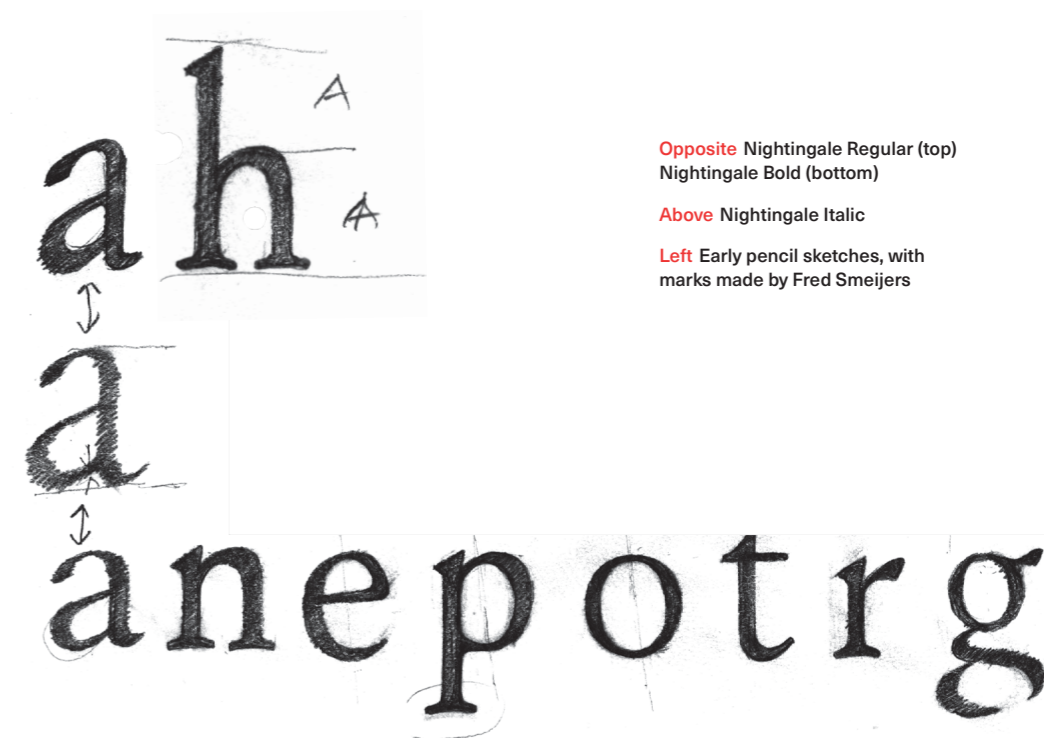 a h
A
A
a
a n e p o t r g
Opposite Nightingale Regular (top)
Nightingale Bold (bottom)
Above Nightingale Italic
Left Early pencil sketches, with
marks made by Fred Smeijers